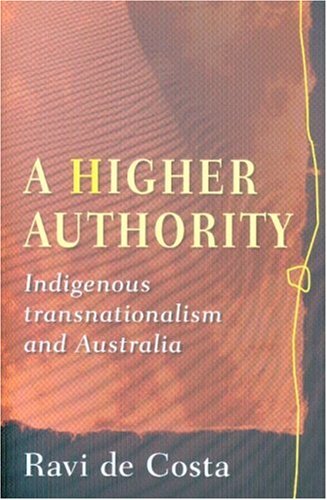 A HIGHER
AUTHORITY
Indigenous
transnationalism
and Australia
Ravi de Costa